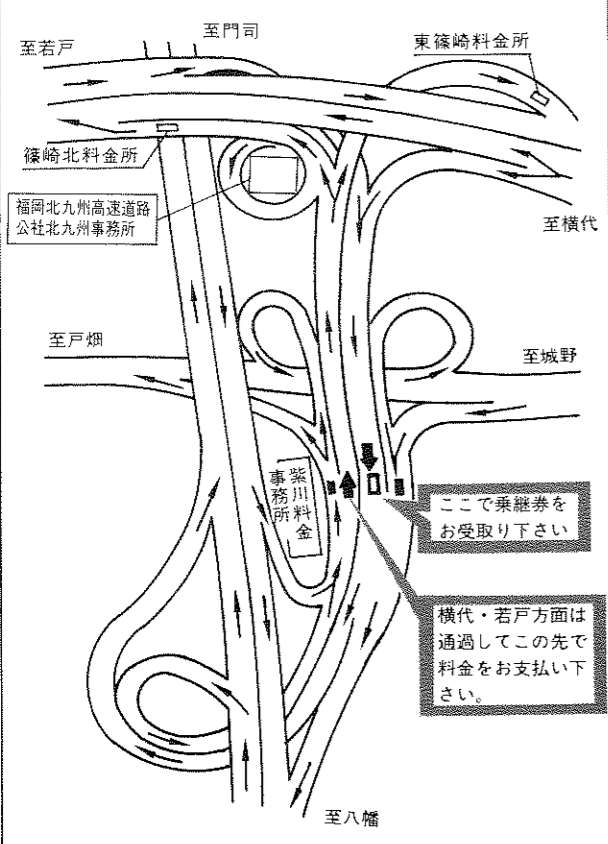 至門司
至若戸
東篠崎料金所
篠崎北料金所
福岡北九州高速道路
公社北九州事務所
至横代
至戸畑
至城野
紫川料金
事務所
ここで乗継券を
お受取り下さい
横代・若戸方面は
通過してこの先で
料金をお支払い下
さい。
至八幡